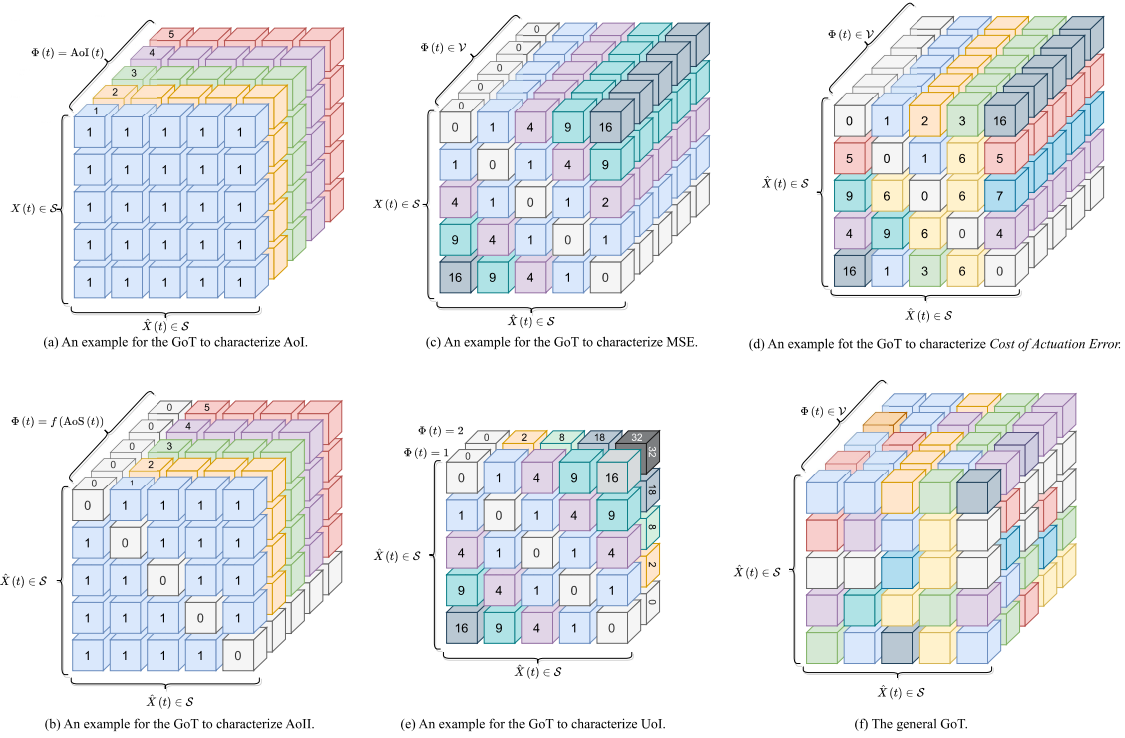 Φ(t) = AoI(t)
5
4
3
2
1
1 1 1 1 1
1 1 1 1 1
X(t) ∈ S
1 1 1 1 1
1 1 1 1 1
1 1 1 1 1
X̂(t) ∈ S
(a) An example for the GoT to characterize AoI.
Φ(t) ∈ V
0
0
0
0
0
0 1 4 9 16
1 0 1 4 9
X(t) ∈ S
4 1 0 1 2
9 4 1 0 1
16 9 4 1 0
X̂(t) ∈ S
(c) An example for the GoT to characterize MSE.
Φ(t) ∈ V
0 1 2 3 16
5 0 1 6 5
X̂(t) ∈ S
9 6 0 6 7
4 9 6 0 4
16 1 3 6 0
X̂(t) ∈ S
(d) An example fot the GoT to characterize Cost of Actuation Error.
Φ(t) = f(AoS(t))
0 5
0 4
0 3
0 2
0 1
0 1 1 1 1
1 0 1 1 1
X̂(t) ∈ S
1 1 0 1 1
1 1 1 0 1
1 1 1 1 0
X̂(t) ∈ S
(b) An example for the GoT to characterize AoII.
Φ(t) = 2
0 2 8 18 32
Φ(t) = 1
0
32
0 1 4 9 16
18
1 0 1 4 9
8
X̂(t) ∈ S
4 1 0 1 4
2
9 4 1 0 1
0
16 9 4 1 0
X̂(t) ∈ S
(e) An example for the GoT to characterize UoI.
Φ(t) ∈ V
X̂(t) ∈ S
X̂(t) ∈ S
(f) The general GoT.